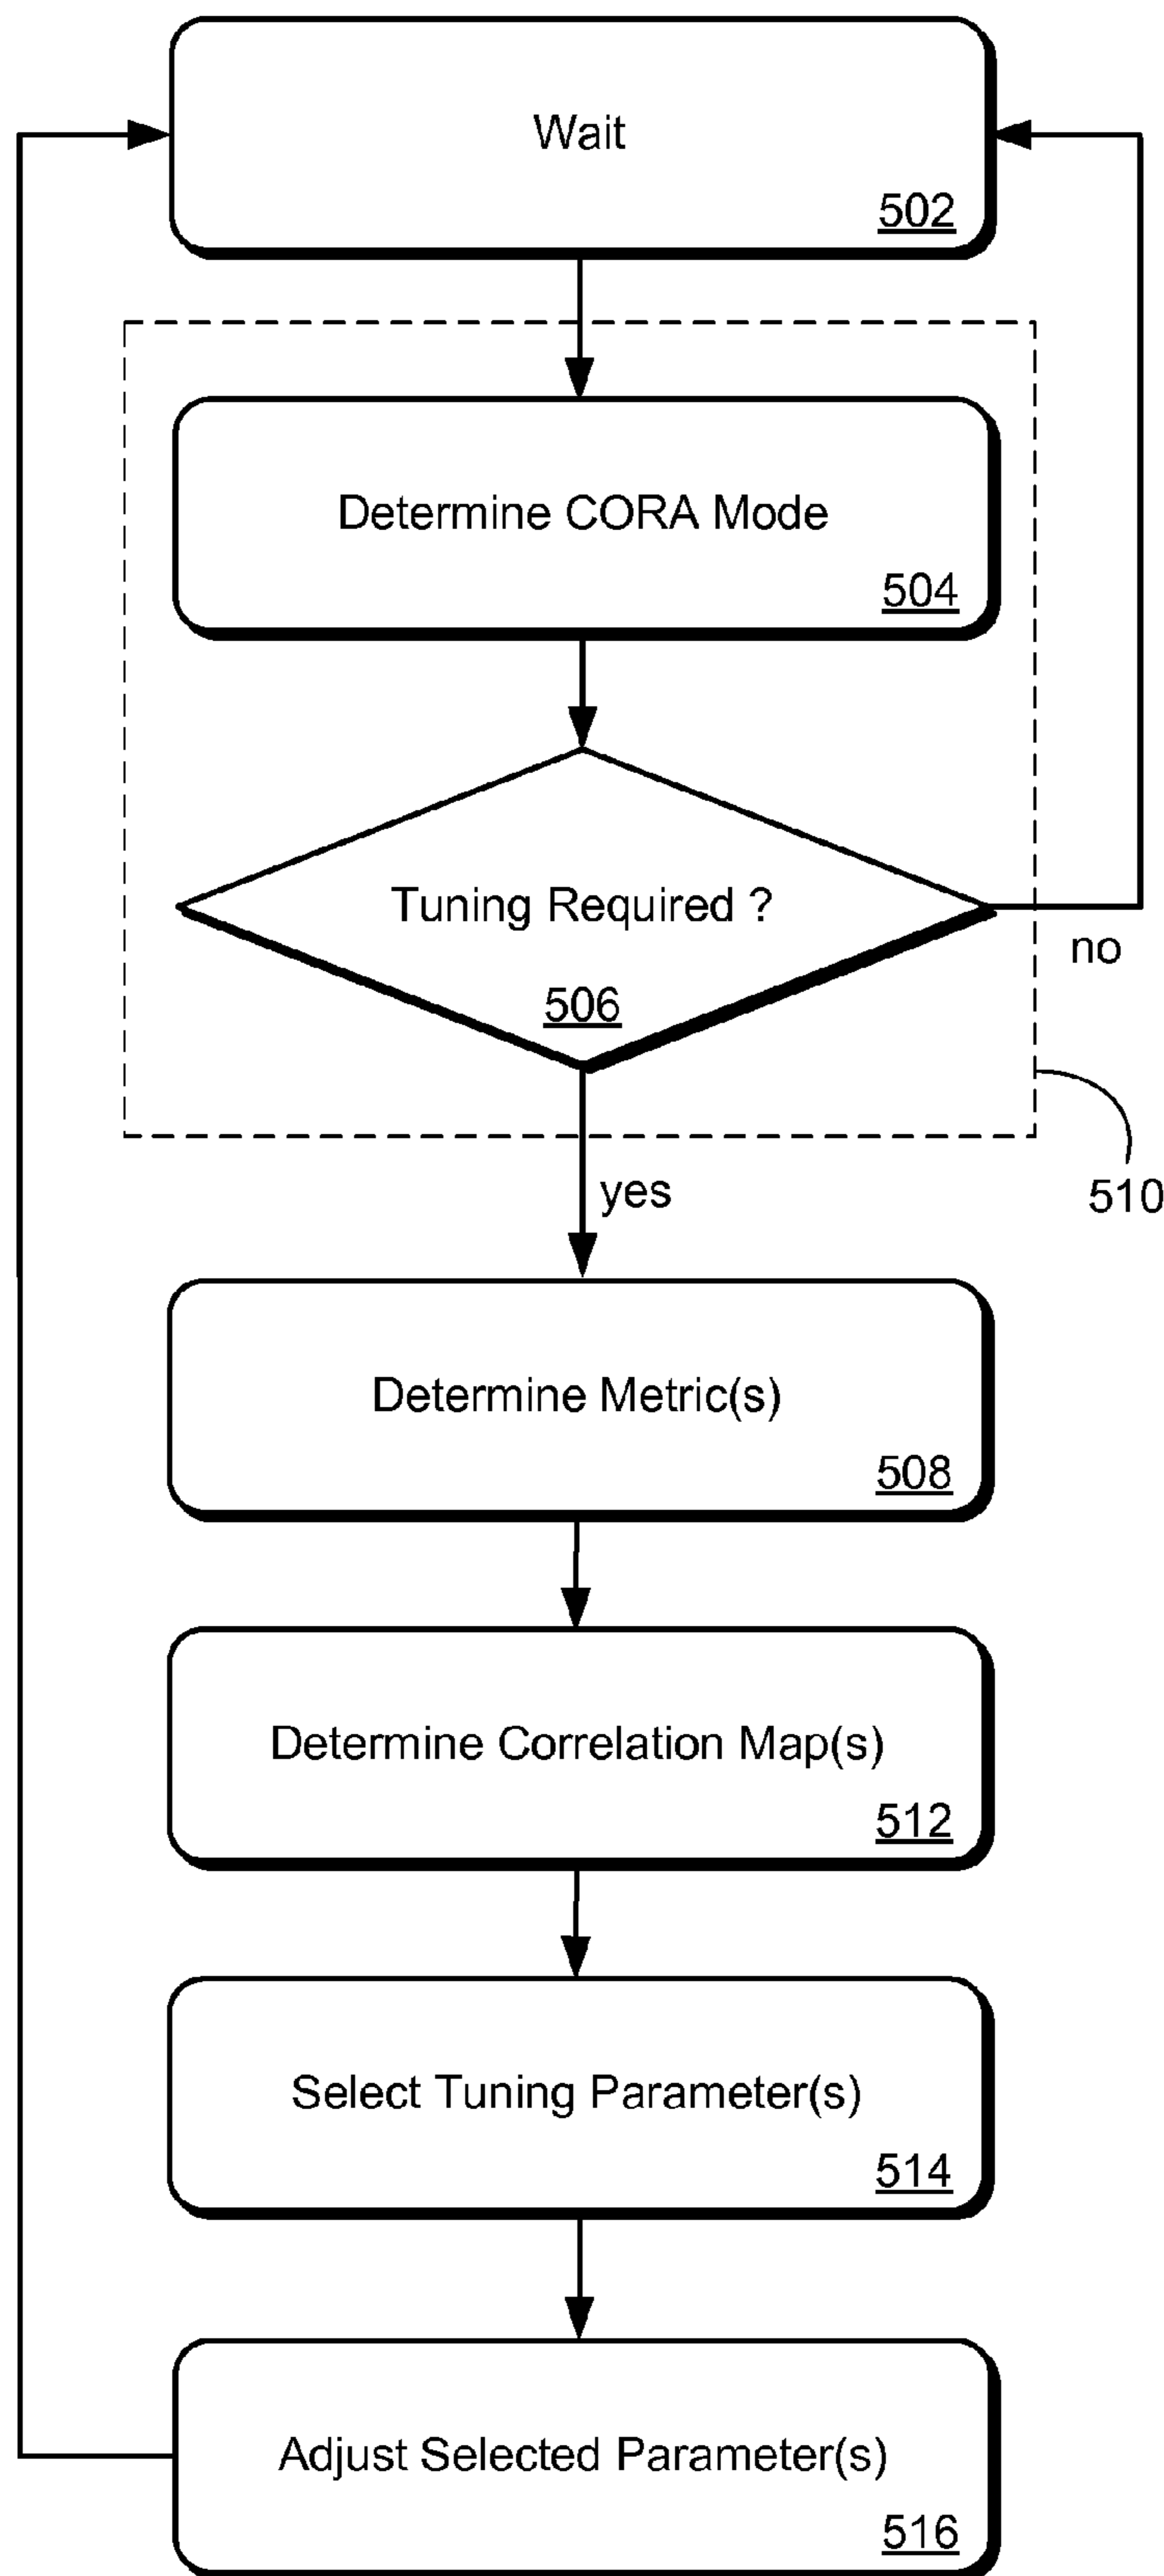 Wait
502
Determine CORA Mode
504
Tuning Required ?
506
no
510
yes
Determine Metric(s)
508
Determine Correlation Map(s)
512
Select Tuning Parameter(s)
514
Adjust Selected Parameter(s)
516